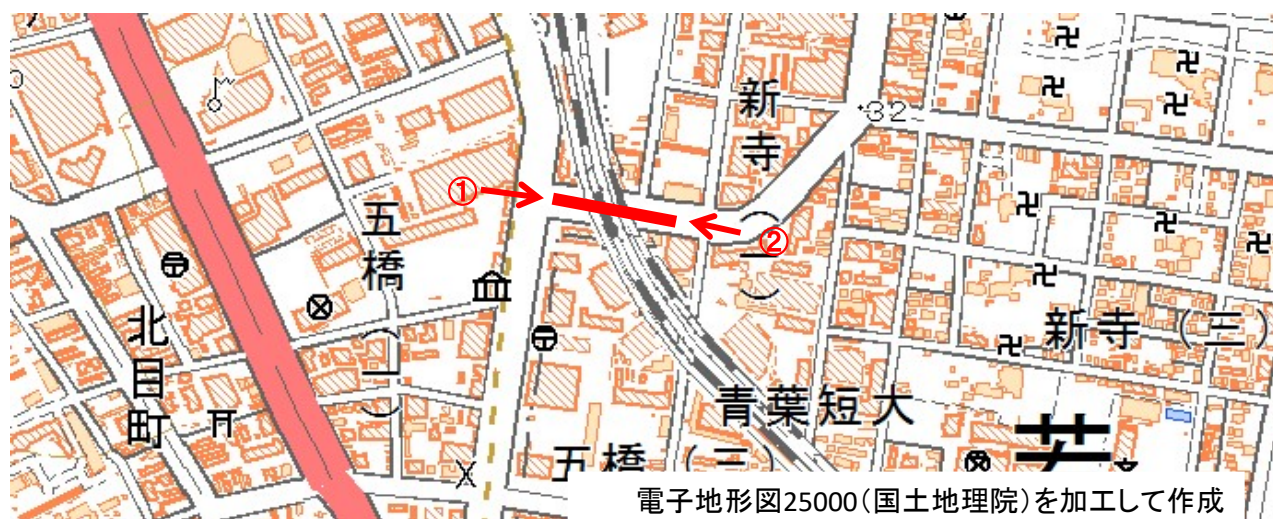 新寺(一)
32
①
②
五橋(一)
北目町
新寺(三)
青葉短大
五橋(三)
電子地形図25000(国土地理院)を加工して作成